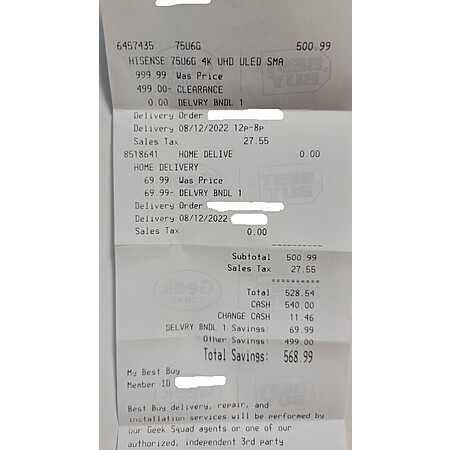 6457435 75U6G 500.99
HISENSE 75U6G 4K UHD ULED SMA
999.99 Was Price
499.00- CLEARANCE
0.00 DELVRY BNDL 1
Delivery Order
Delivery 08/12/2022 12P-8P
Sales Tax 27.55
8518641 HOME DELIVE 0.00
HOME DELIVERY
69.99 Was Price
69.99- DELVRY BNDL 1
Delivery Order
Delivery 08/12/2022
Sales Tax 0.00
Subtotal 500.99
Sales Tax 27.55
Total 528.54
CASH 540.00
CHANGE CASH 11.46
DELVRY BNDL 1 Savings: 69.99
Other Savings: 499.00
Total Savings: 568.99
My Best Buy
Member ID
Best Buy delivery, repair, and
installation services will be performed by
our Geek Squad agents or one of our
authorized, independent 3rd party